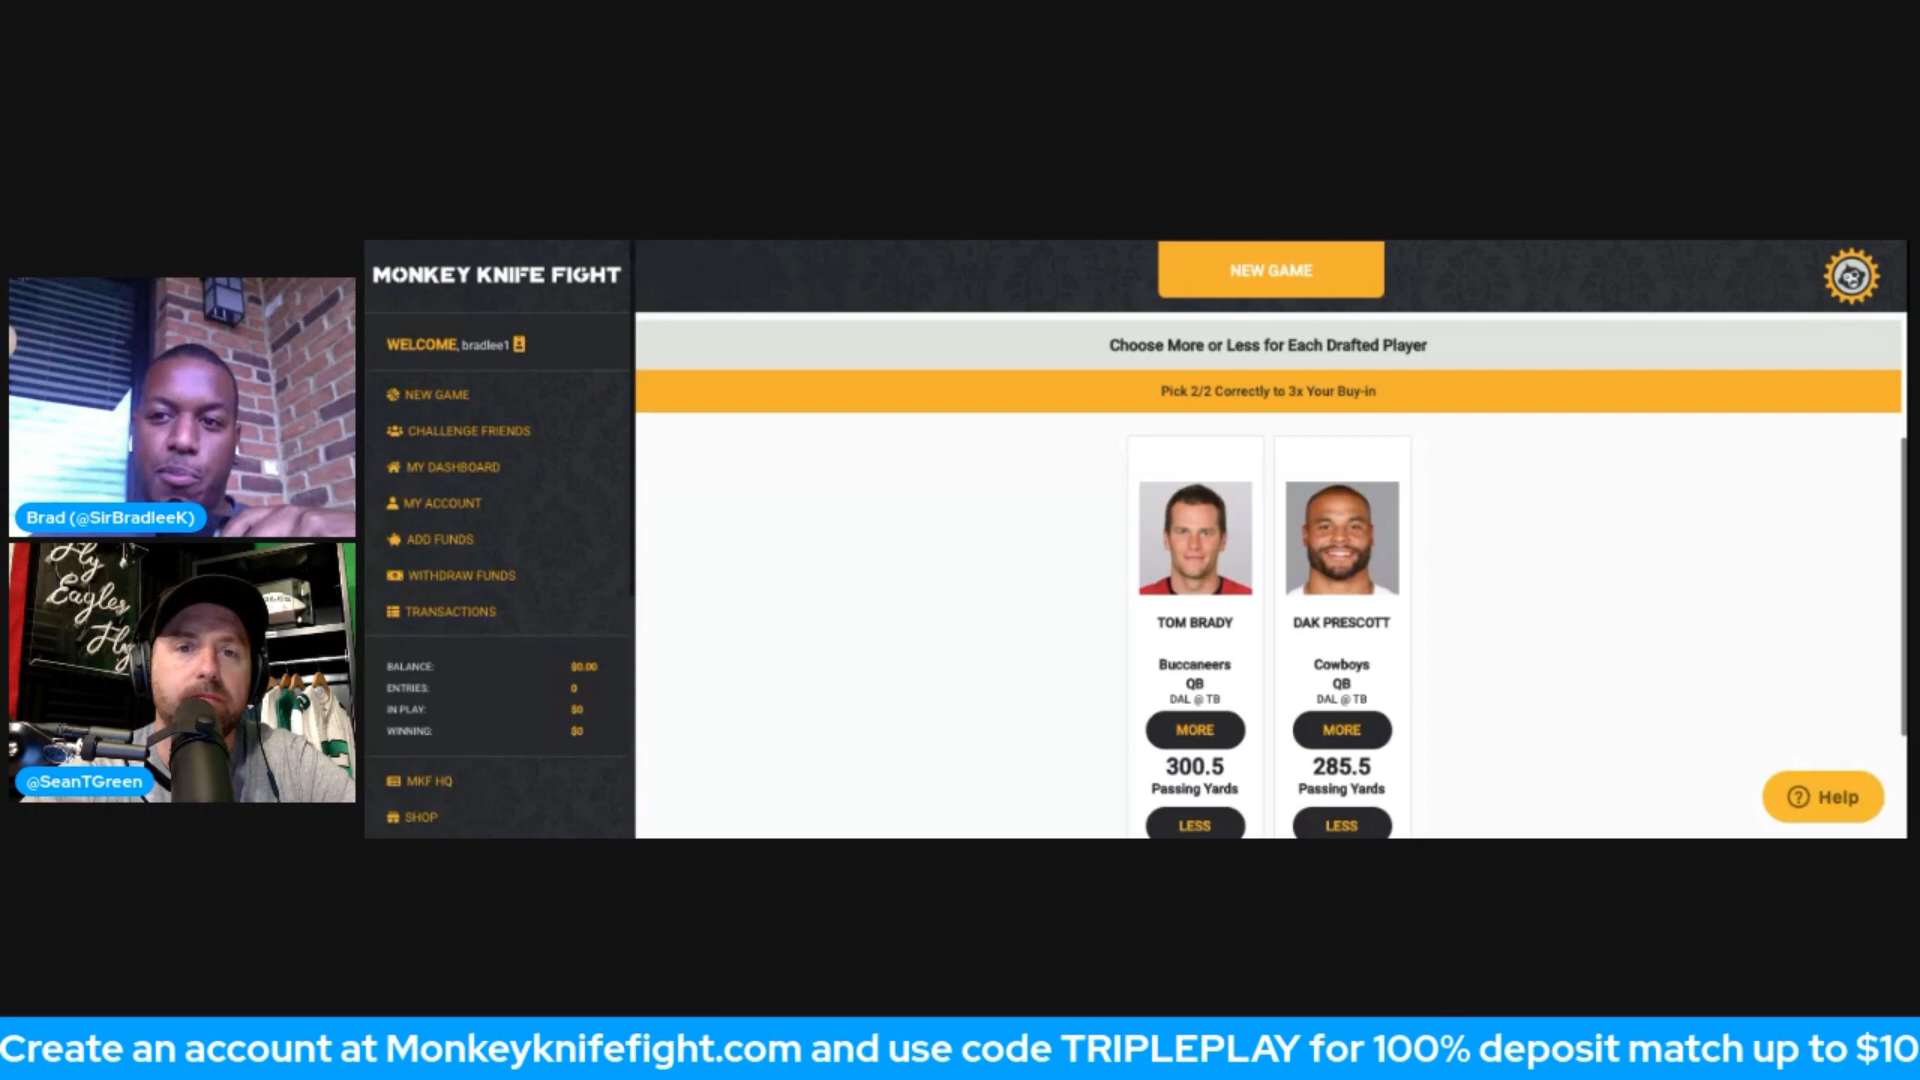 Brad (@SirBradleeK)
Fly
Eagles
Fly
@SeanTGreen
MONKEY KNIFE FIGHT
WELCOME, bradlee1
NEW GAME
CHALLENGE FRIENDS
MY DASHBOARD
MY ACCOUNT
ADD FUNDS
WITHDRAW FUNDS
TRANSACTIONS
BALANCE: $0.00
ENTRIES: 0
IN PLAY: $0
WINNING: $0
MKF HQ
SHOP
NEW GAME
Choose More or Less for Each Drafted Player
Pick 2/2 Correctly to 3x Your Buy-in
TOM BRADY
Buccaneers
QB
DAL @ TB
MORE
300.5
Passing Yards
LESS
DAK PRESCOTT
Cowboys
QB
DAL @ TB
MORE
285.5
Passing Yards
LESS
Help
Create an account at Monkeyknifefight.com and use code TRIPLEPLAY for 100% deposit match up to $10